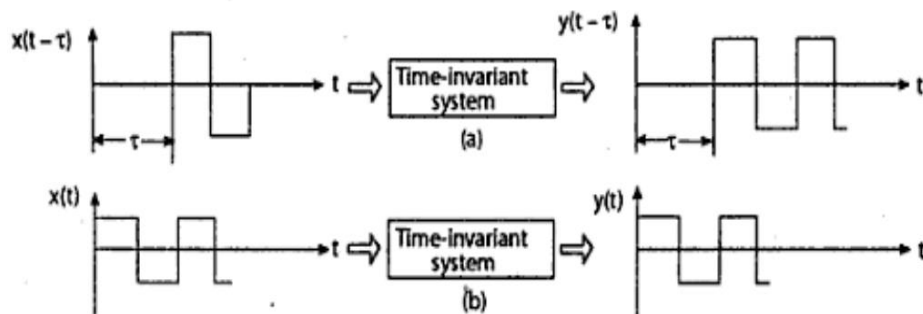 x(t – τ)
y(t – τ)
t
Time-invariant
system
t
τ
(a)
τ
x(t)
y(t)
t
Time-invariant
system
t
(b)